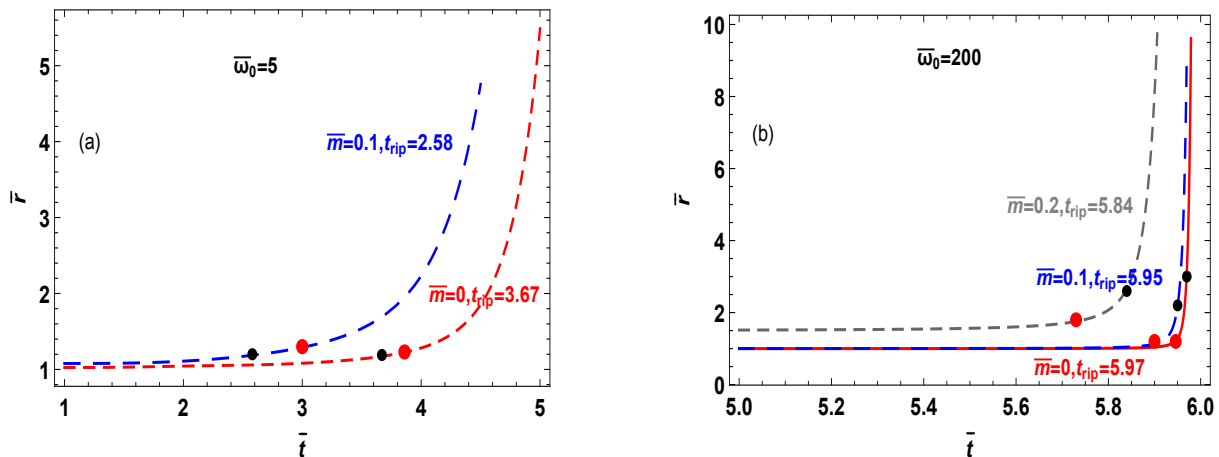 ω̄₀=5
(a)
m̄=0.1,t_rip=2.58
m̄=0,t_rip=3.67
r̄
5
4
3
2
1
1 2 3 4 5
t̄
ω̄₀=200
(b)
m̄=0.2,t_rip=5.84
m̄=0.1,t_rip=5.95
m̄=0,t_rip=5.97
r̄
10
8
6
4
2
0
5.0 5.2 5.4 5.6 5.8 6.0
t̄